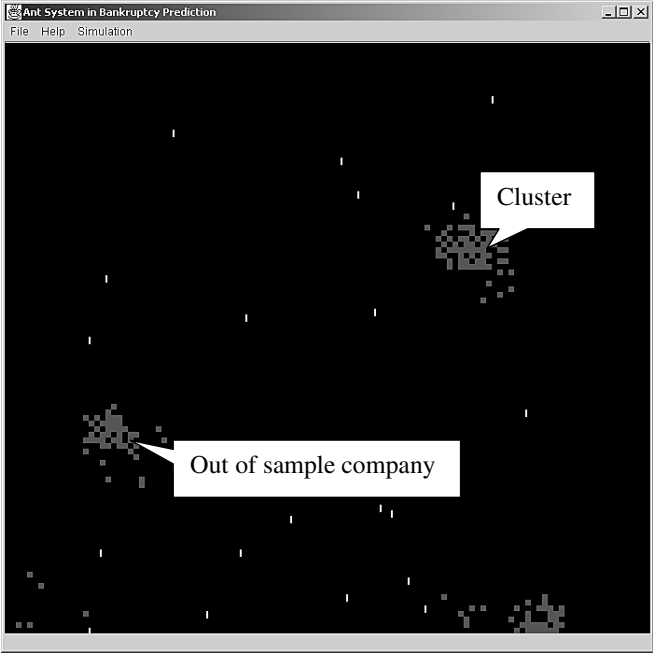 Ant System in Bankruptcy Prediction
File Help Simulation
Cluster
Out of sample company